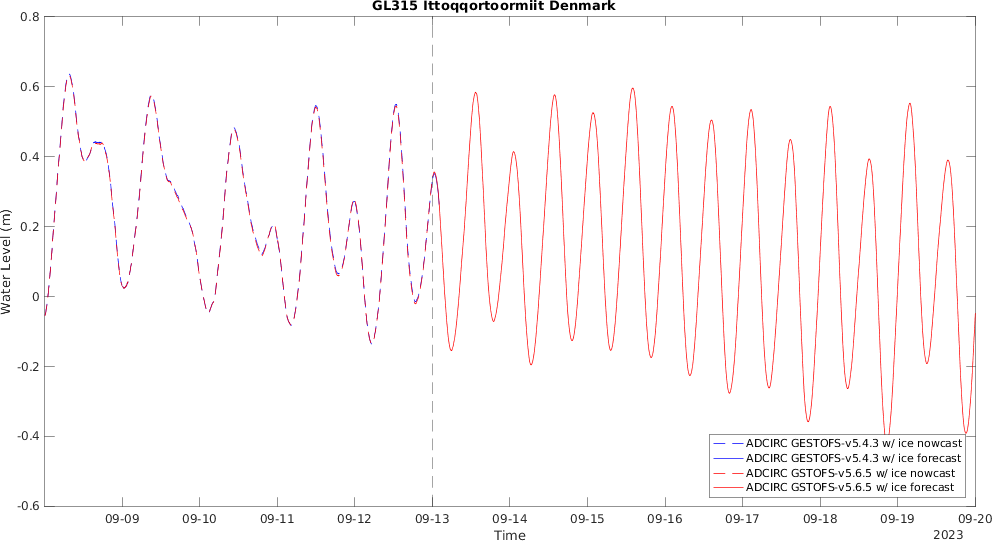 GL315 Ittoqqortoormiit Denmark
0.8
0.6
0.4
0.2
0
-0.2
-0.4
-0.6
Water Level (m)
ADCIRC GESTOFS-v5.4.3 w/ ice nowcast
ADCIRC GESTOFS-v5.4.3 w/ ice forecast
ADCIRC GSTOFS-v5.6.5 w/ ice nowcast
ADCIRC GSTOFS-v5.6.5 w/ ice forecast
09-09 09-10 09-11 09-12 09-13 09-14 09-15 09-16 09-17 09-18 09-19 09-20
Time
2023